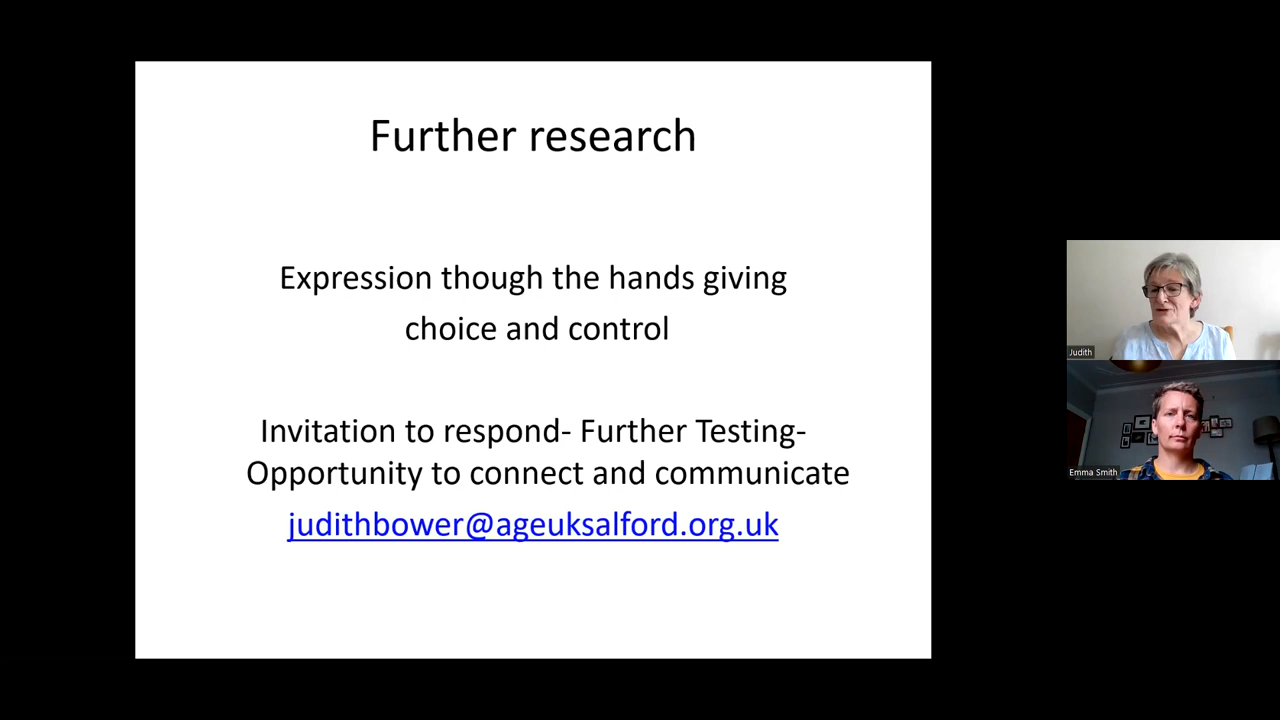 Further research
Expression though the hands giving
choice and control
Invitation to respond- Further Testing-
Opportunity to connect and communicate
judithbower@ageuksalford.org.uk
Judith
Emma Smith